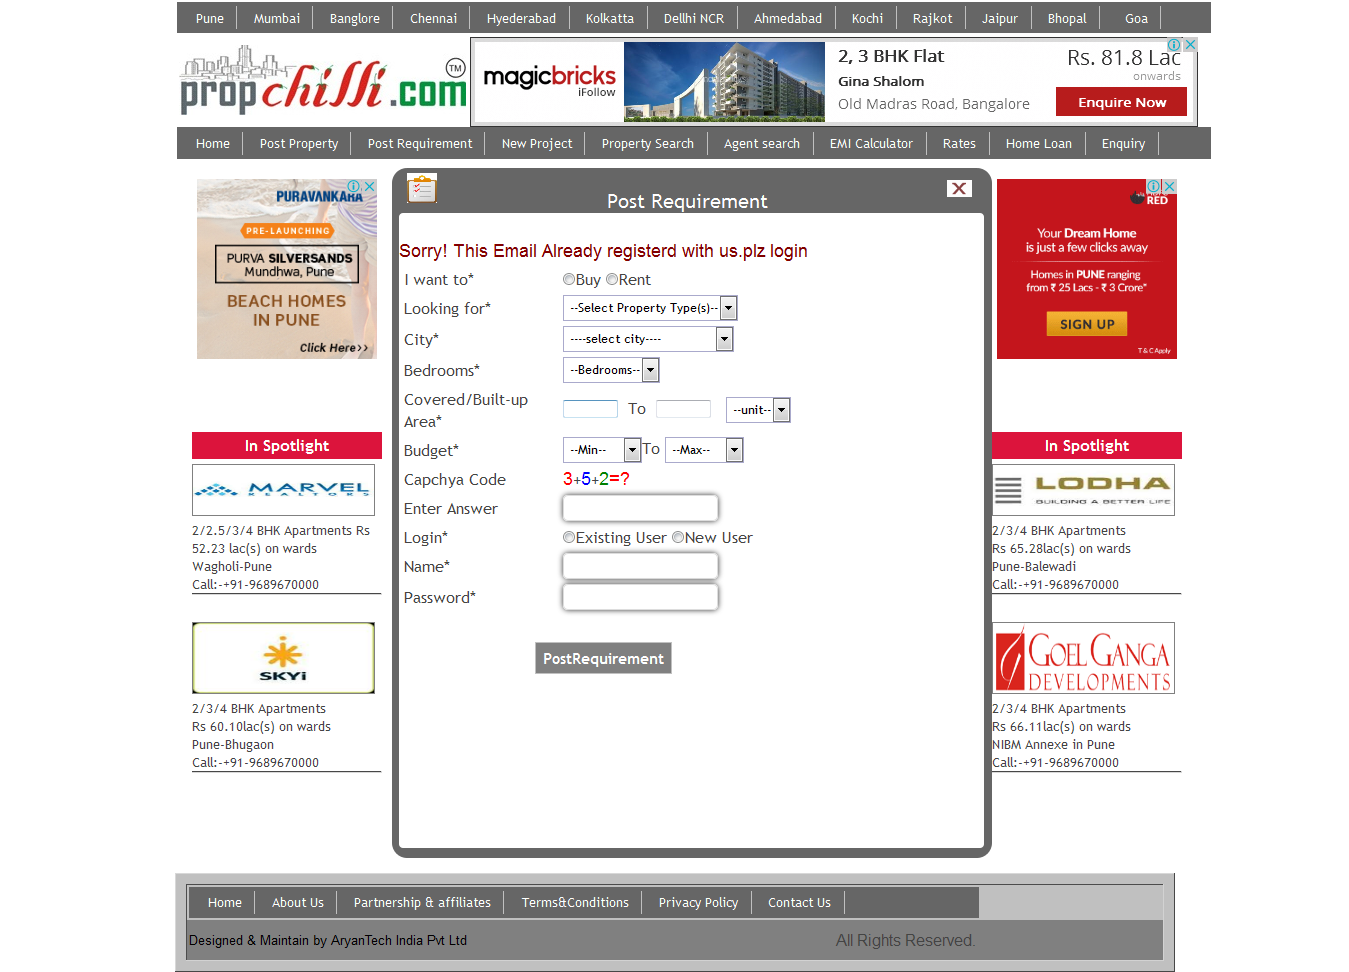 Pune Mumbai Banglore Chennai Hyederabad Kolkatta Dellhi NCR Ahmedabad Kochi Rajkot Jaipur Bhopal Goa
propchilli.com TM
magicbricks
iFollow
2, 3 BHK Flat
Gina Shalom
Old Madras Road, Bangalore
Rs. 81.8 Lac
onwards
Enquire Now
Home Post Property Post Requirement New Project Property Search Agent search EMI Calculator Rates Home Loan Enquiry
PURAVANKARA
PRE-LAUNCHING
PURVA SILVERSANDS
Mundhwa, Pune
BEACH HOMES
IN PUNE
Click Here>>
In Spotlight
MARVEL
REALTORS
2/2.5/3/4 BHK Apartments Rs
52.23 lac(s) on wards
Wagholi-Pune
Call:-+91-9689670000
SKYi
2/3/4 BHK Apartments
Rs 60.10lac(s) on wards
Pune-Bhugaon
Call:-+91-9689670000
Post Requirement
Sorry! This Email Already registerd with us.plz login
I want to* Buy Rent
Looking for* --Select Property Type(s)--
City* ----select city----
Bedrooms* --Bedrooms--
Covered/Built-up
Area* To --unit--
Budget* --Min-- To --Max--
Capchya Code 3+5+2=?
Enter Answer
Login* Existing User New User
Name*
Password*
PostRequirement
RED
Your Dream Home
is just a few clicks away
Homes in PUNE ranging
from ₹ 25 Lacs - ₹ 3 Crore*
SIGN UP
T & C Apply
In Spotlight
LODHA
BUILDING A BETTER LIFE
2/3/4 BHK Apartments
Rs 65.28lac(s) on wards
Pune-Balewadi
Call:-+91-9689670000
GOEL GANGA
DEVELOPMENTS
2/3/4 BHK Apartments
Rs 66.11lac(s) on wards
NIBM Annexe in Pune
Call:-+91-9689670000
Home About Us Partnership & affiliates Terms&Conditions Privacy Policy Contact Us
Designed & Maintain by AryanTech India Pvt Ltd All Rights Reserved.